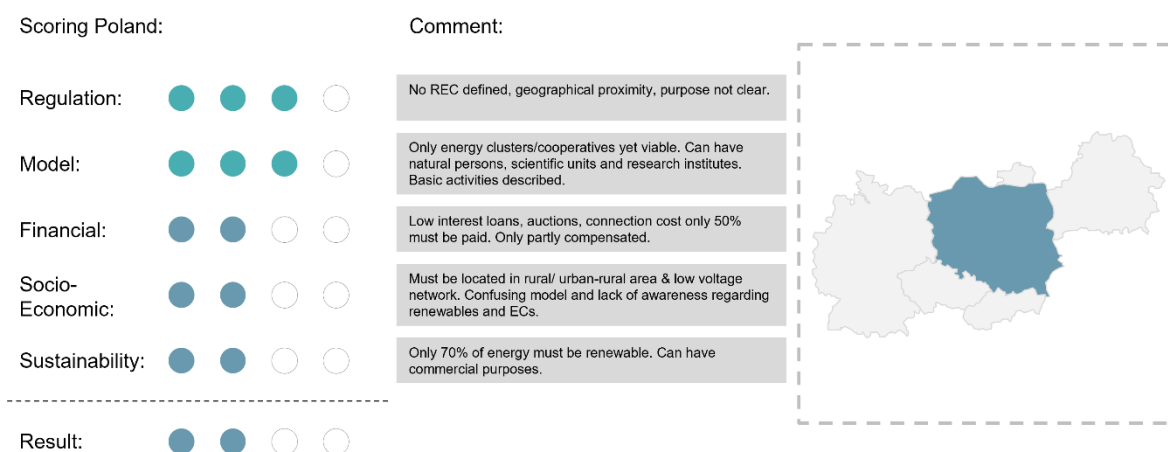 Scoring Poland:
Comment:
Regulation:
No REC defined, geographical proximity, purpose not clear.
Model:
Only energy clusters/cooperatives yet viable. Can have
natural persons, scientific units and research institutes.
Basic activities described.
Financial:
Low interest loans, auctions, connection cost only 50%
must be paid. Only partly compensated.
Socio-
Economic:
Must be located in rural/ urban-rural area & low voltage
network. Confusing model and lack of awareness regarding
renewables and ECs.
Sustainability:
Only 70% of energy must be renewable. Can have
commercial purposes.
Result: